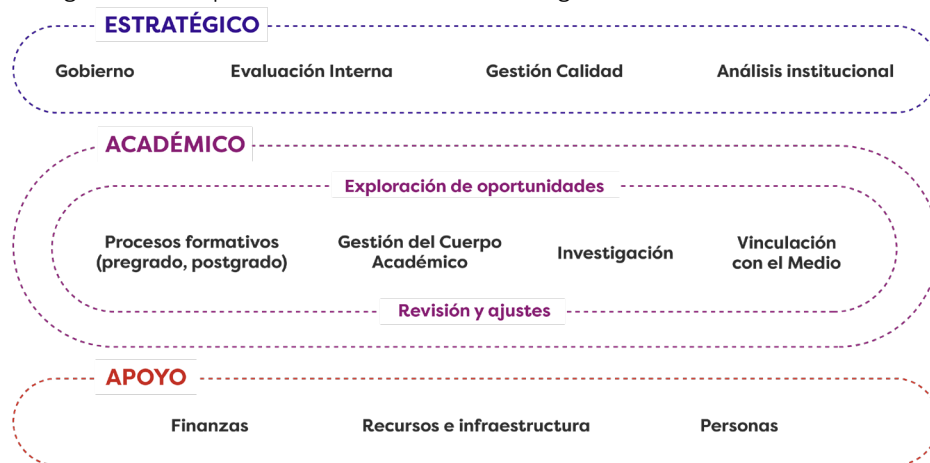 ESTRATÉGICO
Gobierno Evaluación Interna Gestión Calidad Análisis institucional
ACADÉMICO
Exploración de oportunidades
Procesos formativos
(pregrado, postgrado)
Gestión del Cuerpo
Académico
Investigación
Vinculación
con el Medio
Revisión y ajustes
APOYO
Finanzas Recursos e infraestructura Personas